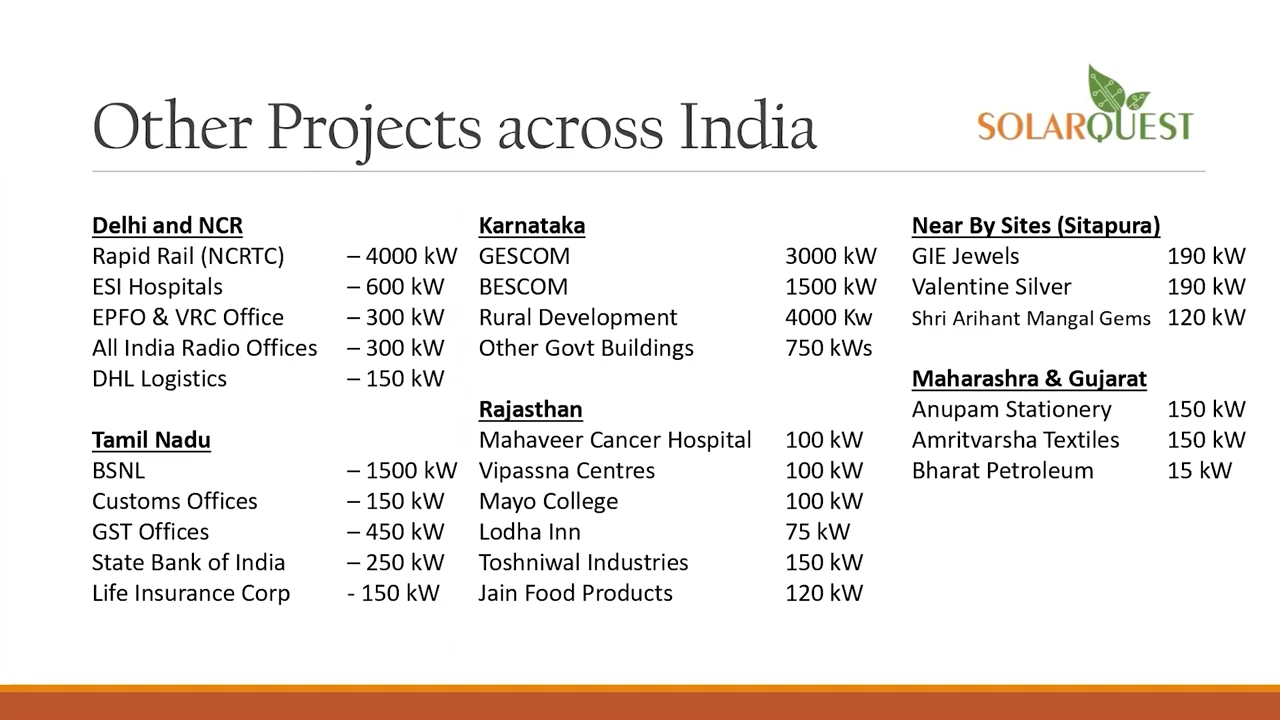 Other Projects across India
SOLARQUEST
Delhi and NCR
Rapid Rail (NCRTC) – 4000 kW
ESI Hospitals – 600 kW
EPFO & VRC Office – 300 kW
All India Radio Offices – 300 kW
DHL Logistics – 150 kW
Tamil Nadu
BSNL – 1500 kW
Customs Offices – 150 kW
GST Offices – 450 kW
State Bank of India – 250 kW
Life Insurance Corp - 150 kW
Karnataka
GESCOM 3000 kW
BESCOM 1500 kW
Rural Development 4000 Kw
Other Govt Buildings 750 kWs
Rajasthan
Mahaveer Cancer Hospital 100 kW
Vipassna Centres 100 kW
Mayo College 100 kW
Lodha Inn 75 kW
Toshniwal Industries 150 kW
Jain Food Products 120 kW
Near By Sites (Sitapura)
GIE Jewels 190 kW
Valentine Silver 190 kW
Shri Arihant Mangal Gems 120 kW
Maharashra & Gujarat
Anupam Stationery 150 kW
Amritvarsha Textiles 150 kW
Bharat Petroleum 15 kW